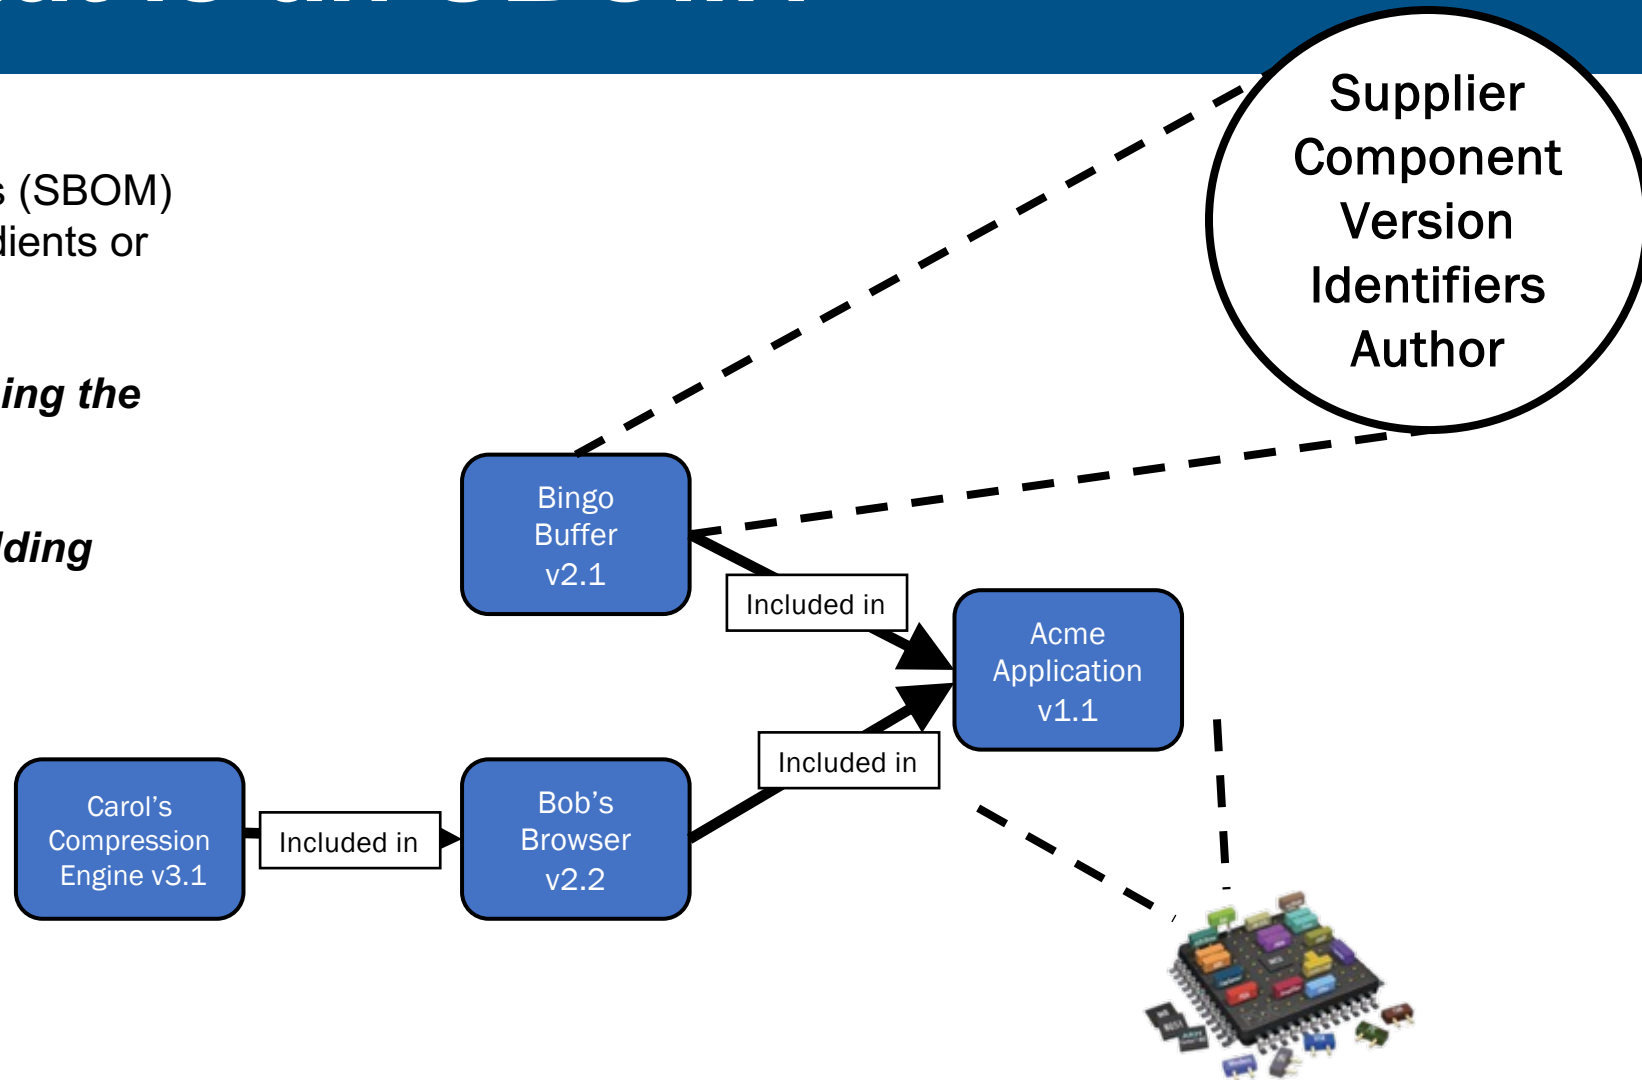 s (SBOM)
dients or
ing the
lding
Supplier
Component
Version
Identifiers
Author
Bingo
Buffer
v2.1
Included in
Acme
Application
v1.1
Included in
Carol's
Compression
Engine v3.1
Included in
Bob's
Browser
v2.2